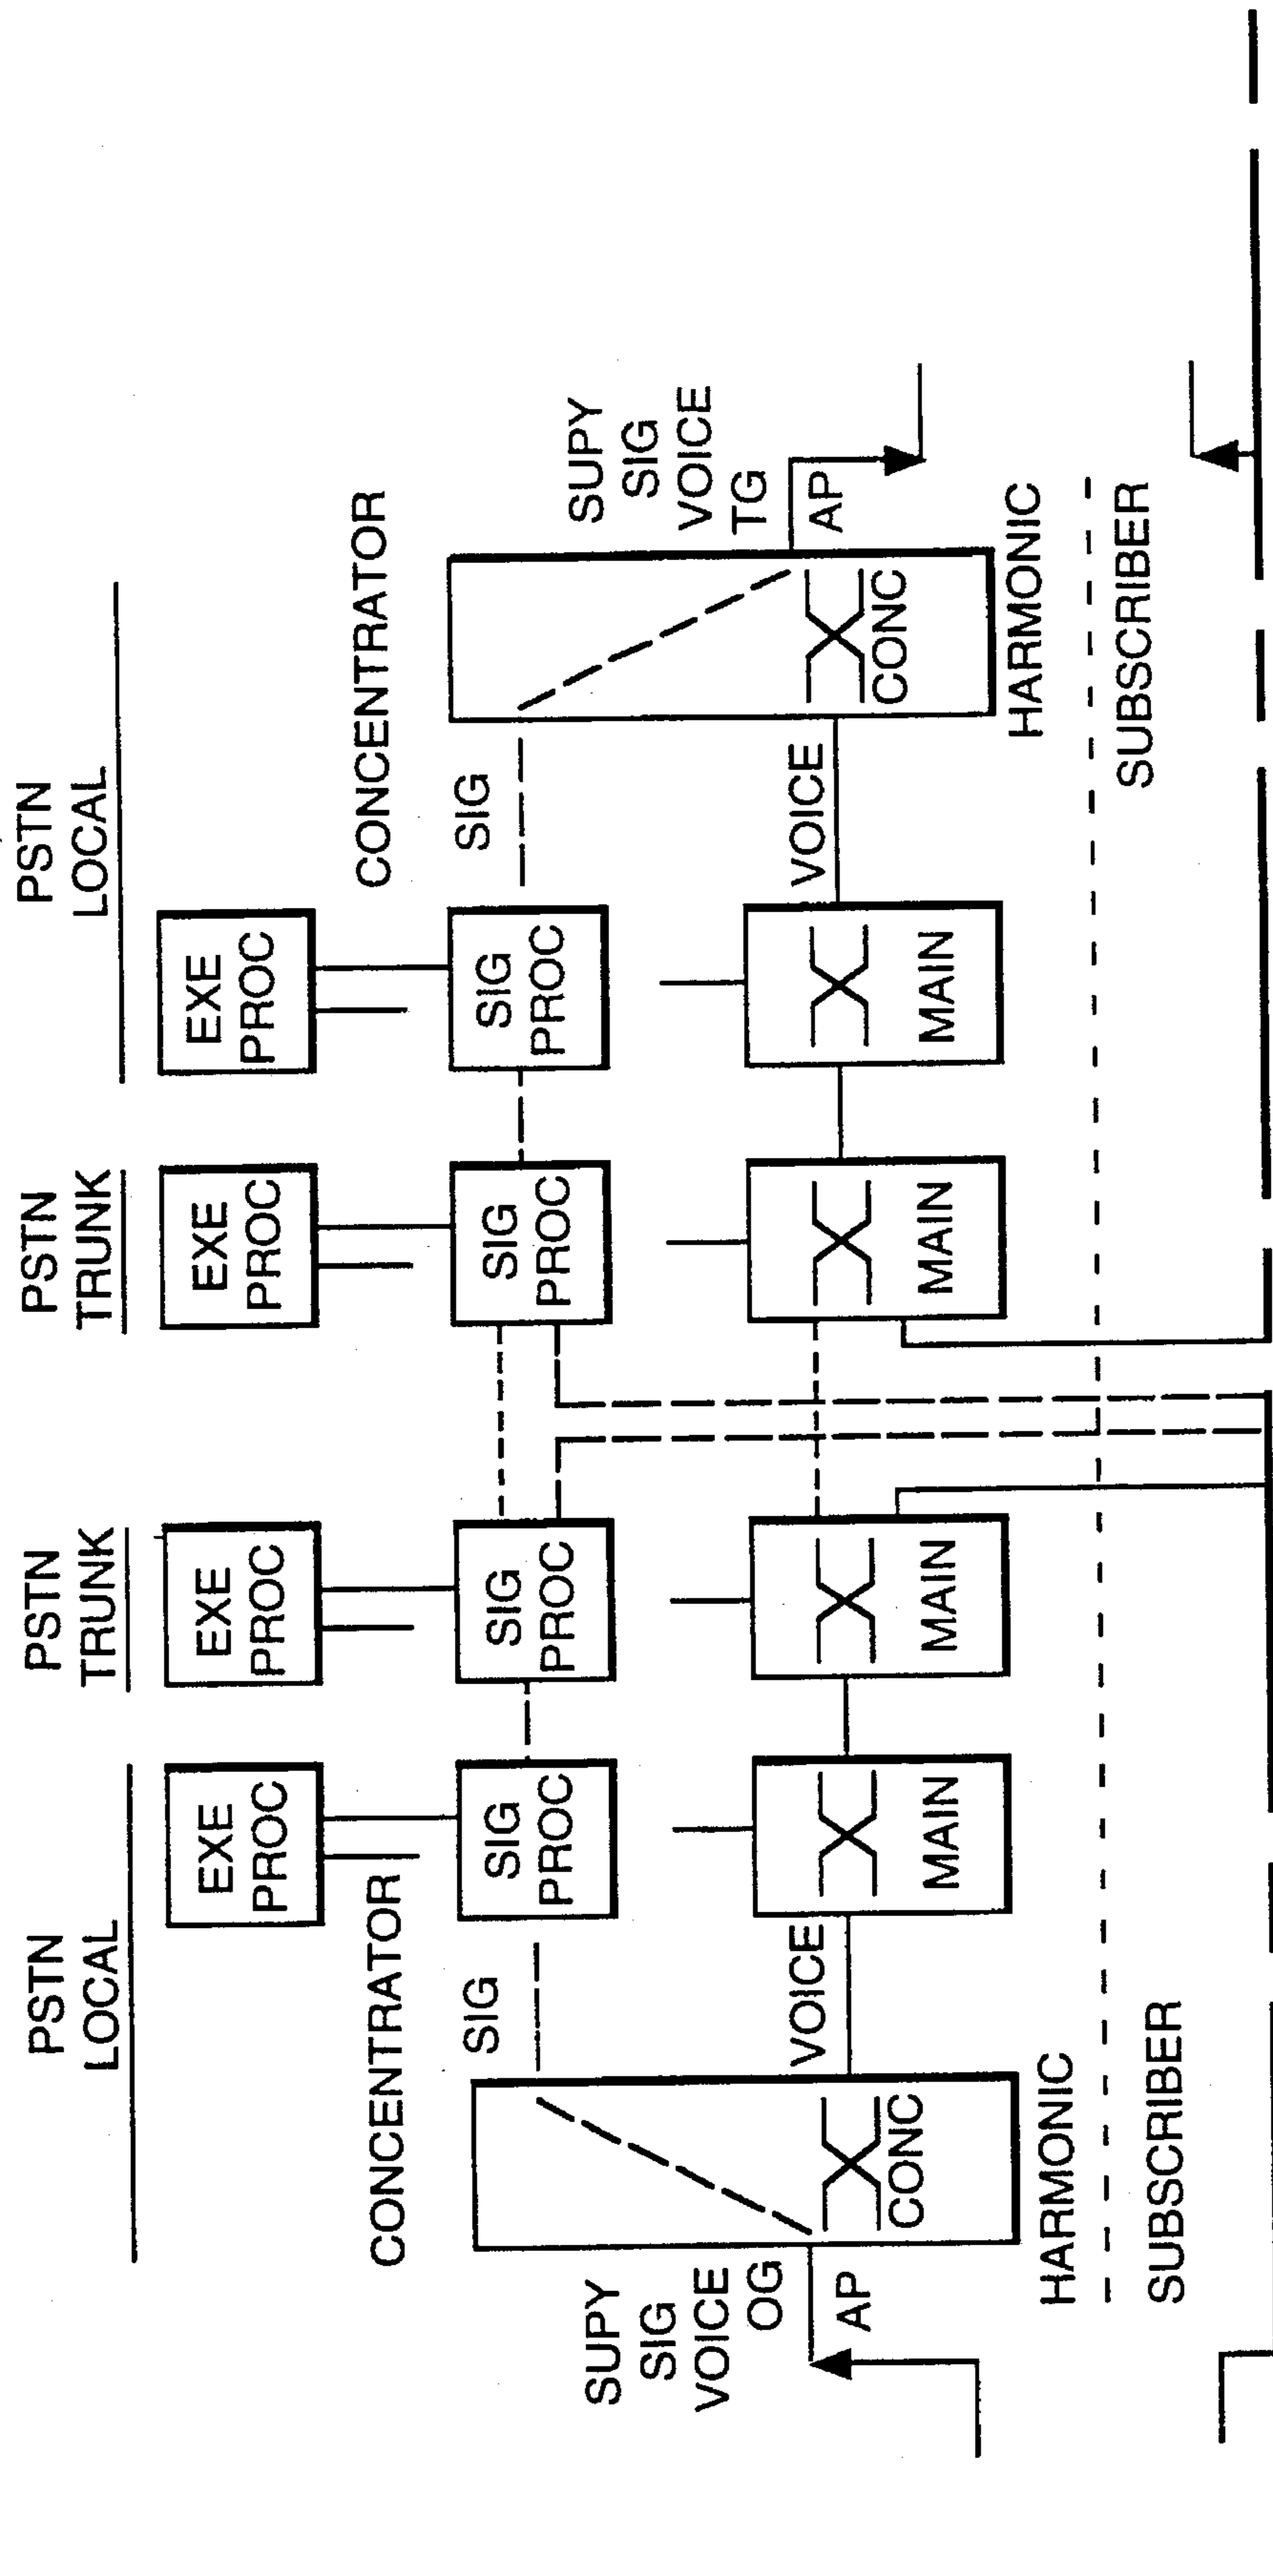 PSTN
LOCAL
PSTN
TRUNK
PSTN
TRUNK
PSTN
LOCAL
EXE
PROC
EXE
PROC
EXE
PROC
EXE
PROC
CONCENTRATOR
CONCENTRATOR
SIG
SIG
PROC
SIG
PROC
SIG
PROC
SIG
PROC
SIG
SUPY
SIG
VOICE
OG
AP
SUPY
SIG
VOICE
TG
AP
CONC
VOICE
MAIN
MAIN
MAIN
MAIN
VOICE
CONC
HARMONIC
HARMONIC
SUBSCRIBER
SUBSCRIBER